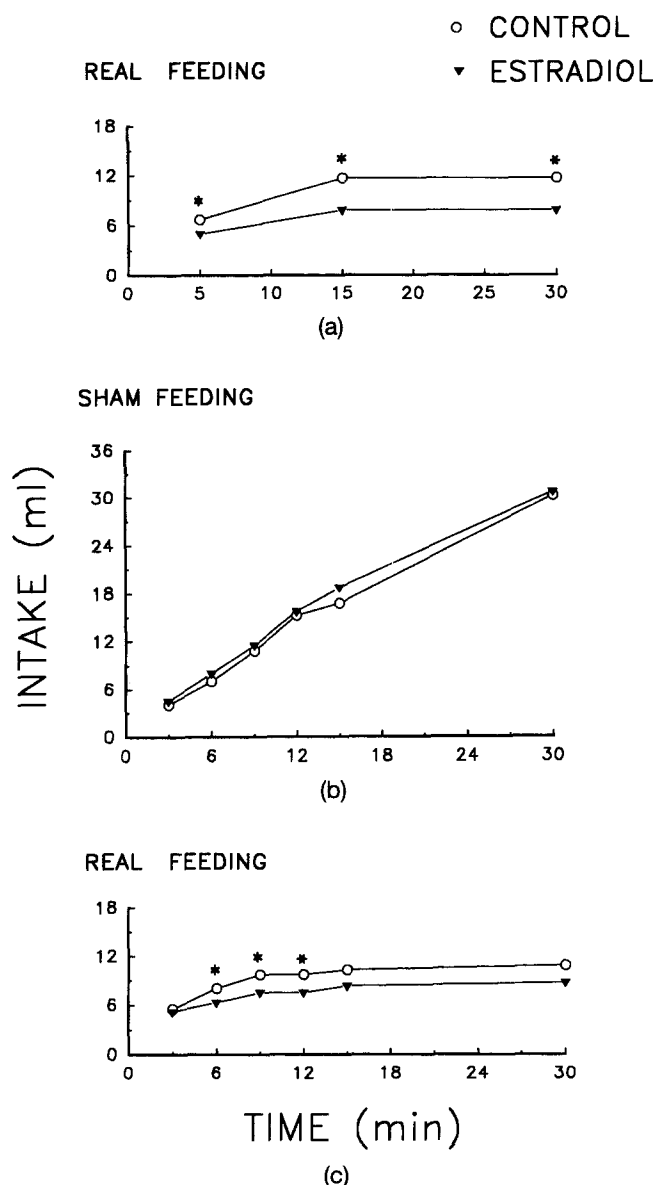 CONTROL
REAL FEEDING
ESTRADIOL
18
12
6
0
* * *
0 5 10 15 20 25 30
(a)
SHAM FEEDING
36
30
24
18
12
6
0
0 6 12 18 24 30
(b)
INTAKE (ml)
REAL FEEDING
18
12
6
0
* * *
0 6 12 18 24 30
TIME (min)
(c)